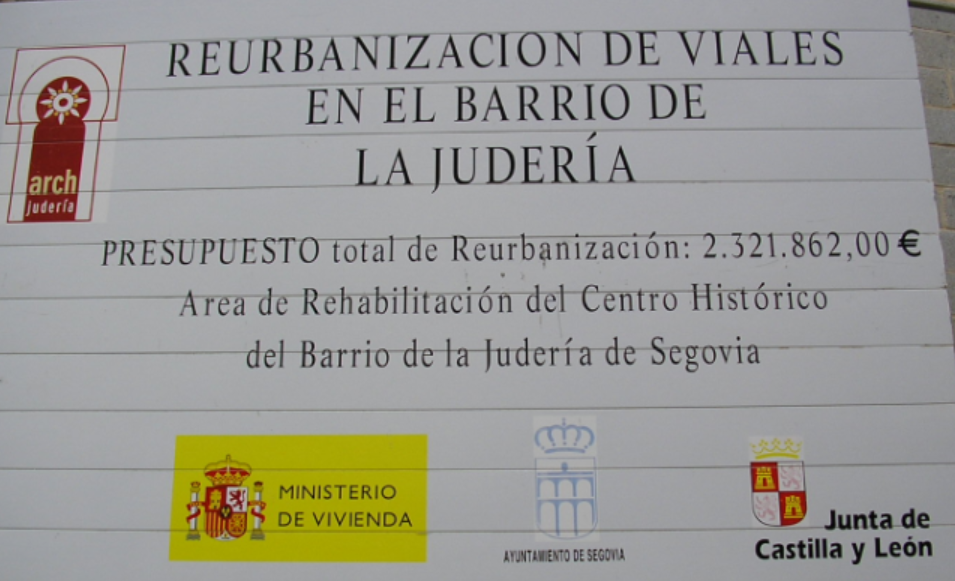 REURBANIZACION DE VIALES
EN EL BARRIO DE
LA JUDERÍA
arch
judería
PRESUPUESTO total de Reurbanización: 2.321.862,00 €
Area de Rehabilitación del Centro Histórico
del Barrio de la Judería de Segovia
MINISTERIO
DE VIVIENDA
AYUNTAMIENTO DE SEGOVIA
Junta de
Castilla y León